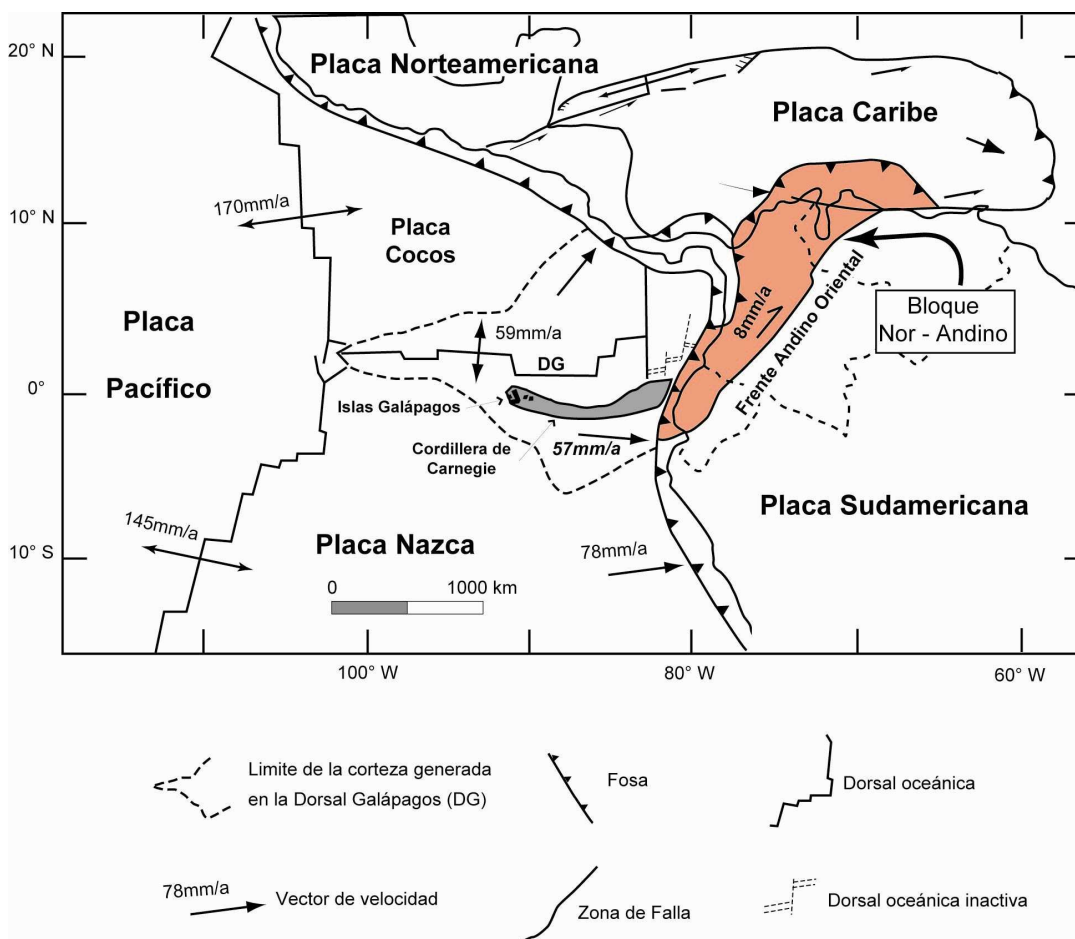 20° N
10° N
0°
10° S
100° W
80° W
60° W
Placa Norteamericana
Placa Caribe
170mm/a
Placa
Cocos
Placa
Pacífico
59mm/a
DG
Islas Galápagos
Cordillera de
Carnegie
57mm/a
8mm/a
Frente Andino Oriental
Bloque
Nor - Andino
Placa Sudamericana
145mm/a
Placa Nazca
78mm/a
0
1000 km
Limite de la corteza generada
en la Dorsal Galápagos (DG)
Fosa
Dorsal oceánica
78mm/a
Vector de velocidad
Zona de Falla
Dorsal oceánica inactiva